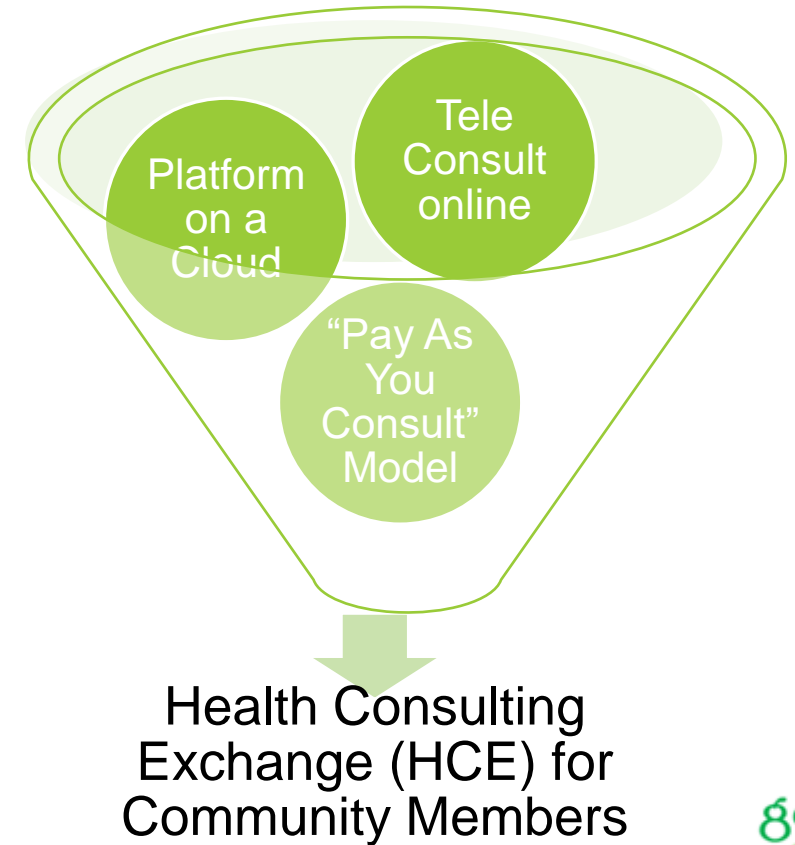 Tele
Consult
online
Platform
on a
Cloud
“Pay As
You
Consult”
Model
Health Consulting
Exchange (HCE) for
Community Members